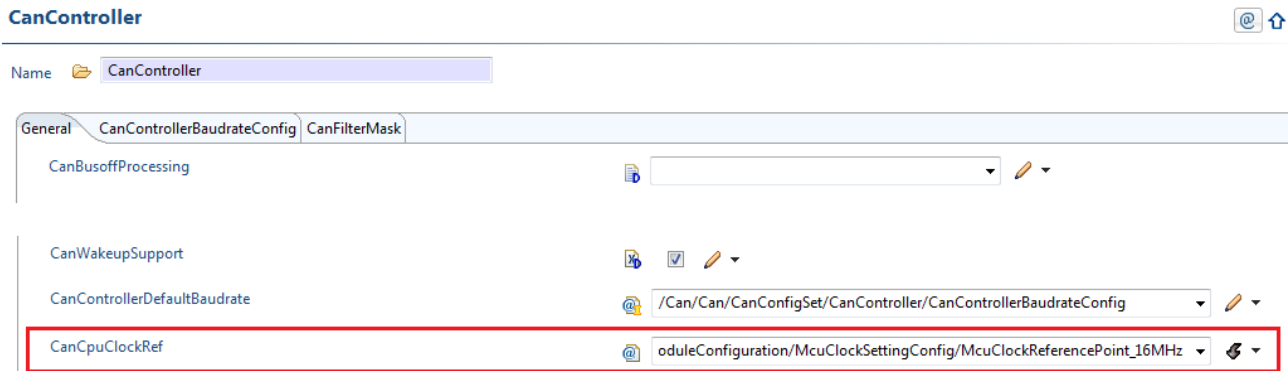 CanController
Name CanController
General CanControllerBaudrateConfig CanFilterMask
CanBusoffProcessing
CanWakeupSupport
CanControllerDefaultBaudrate /Can/Can/CanConfigSet/CanController/CanControllerBaudrateConfig
CanCpuClockRef oduleConfiguration/McuClockSettingConfig/McuClockReferencePoint_16MHz